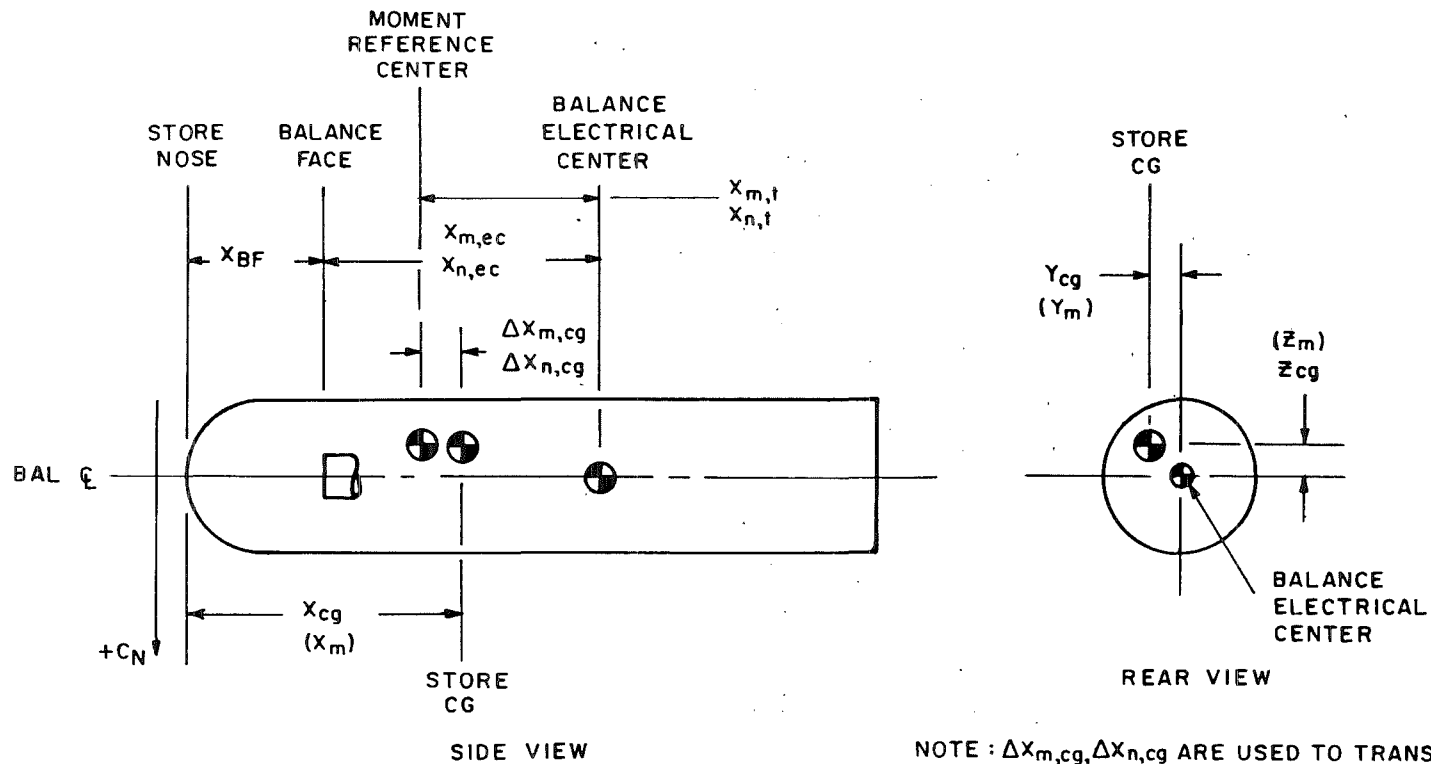 MOMENT
REFERENCE
CENTER
BALANCE
ELECTRICAL
CENTER
STORE
NOSE
BALANCE
FACE
X_m,t
X_n,t
X_BF
X_m,ec
X_n,ec
ΔX_m,cg
ΔX_n,cg
BAL ℄
X_cg
(X_m)
+C_N
STORE
CG
SIDE VIEW
STORE
CG
Y_cg
(Y_m)
(Z_m)
Z_cg
BALANCE
ELECTRICAL
CENTER
REAR VIEW
NOTE : ΔX_m,cg, ΔX_n,cg ARE USED TO TRANS